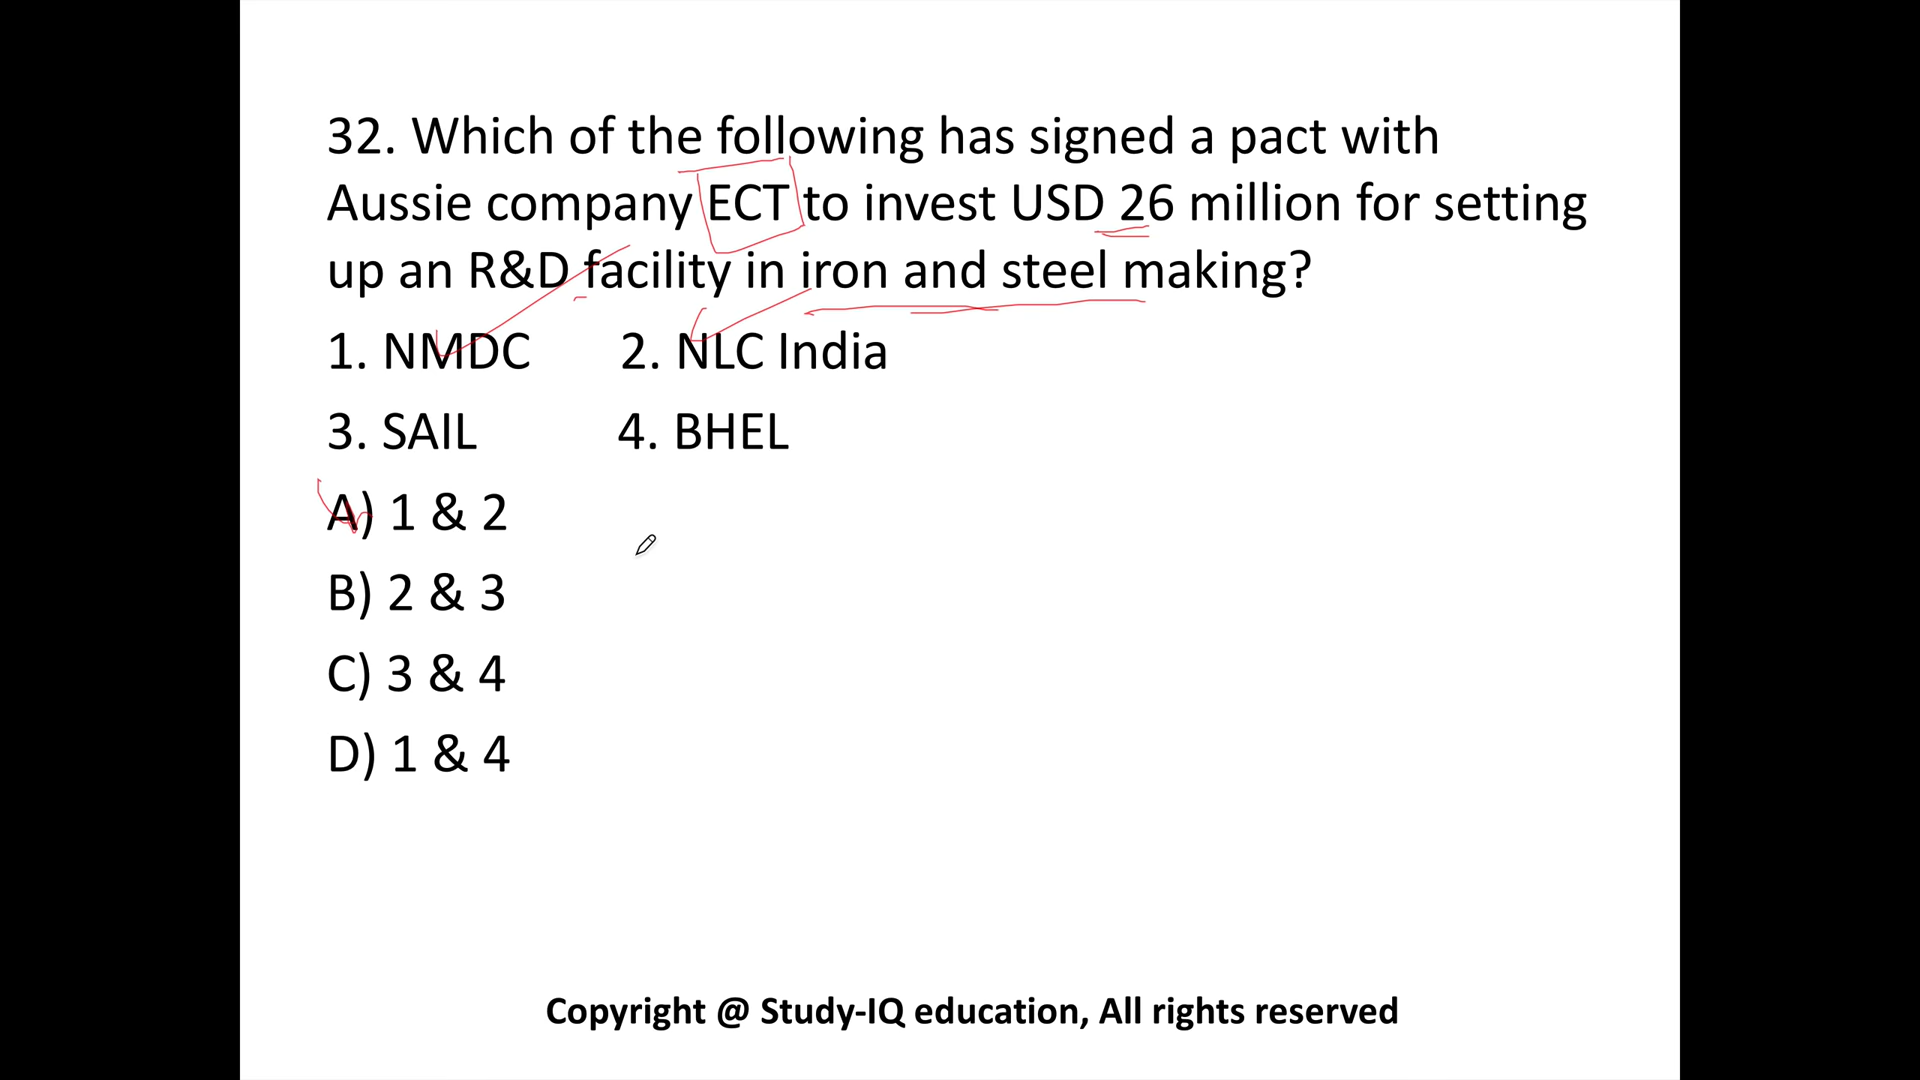 32. Which of the following has signed a pact with
Aussie company ECT to invest USD 26 million for setting
up an R&D facility in iron and steel making?
1. NMDC 2. NLC India
3. SAIL 4. BHEL
A) 1 & 2
B) 2 & 3
C) 3 & 4
D) 1 & 4
Copyright @ Study-IQ education, All rights reserved